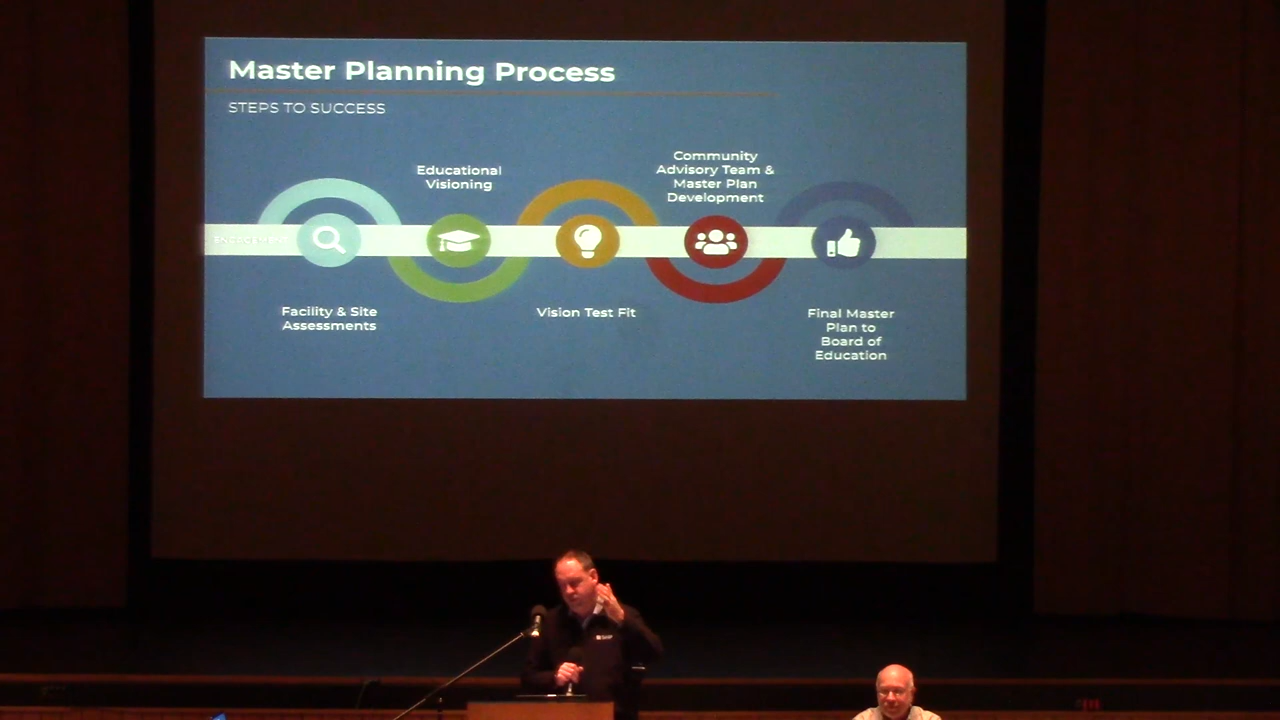 Master Planning Process
STEPS TO SUCCESS
Educational
Visioning
Community
Advisory Team &
Master Plan
Development
ENGAGEMENT
Facility & Site
Assessments
Vision Test Fit
Final Master
Plan to
Board of
Education